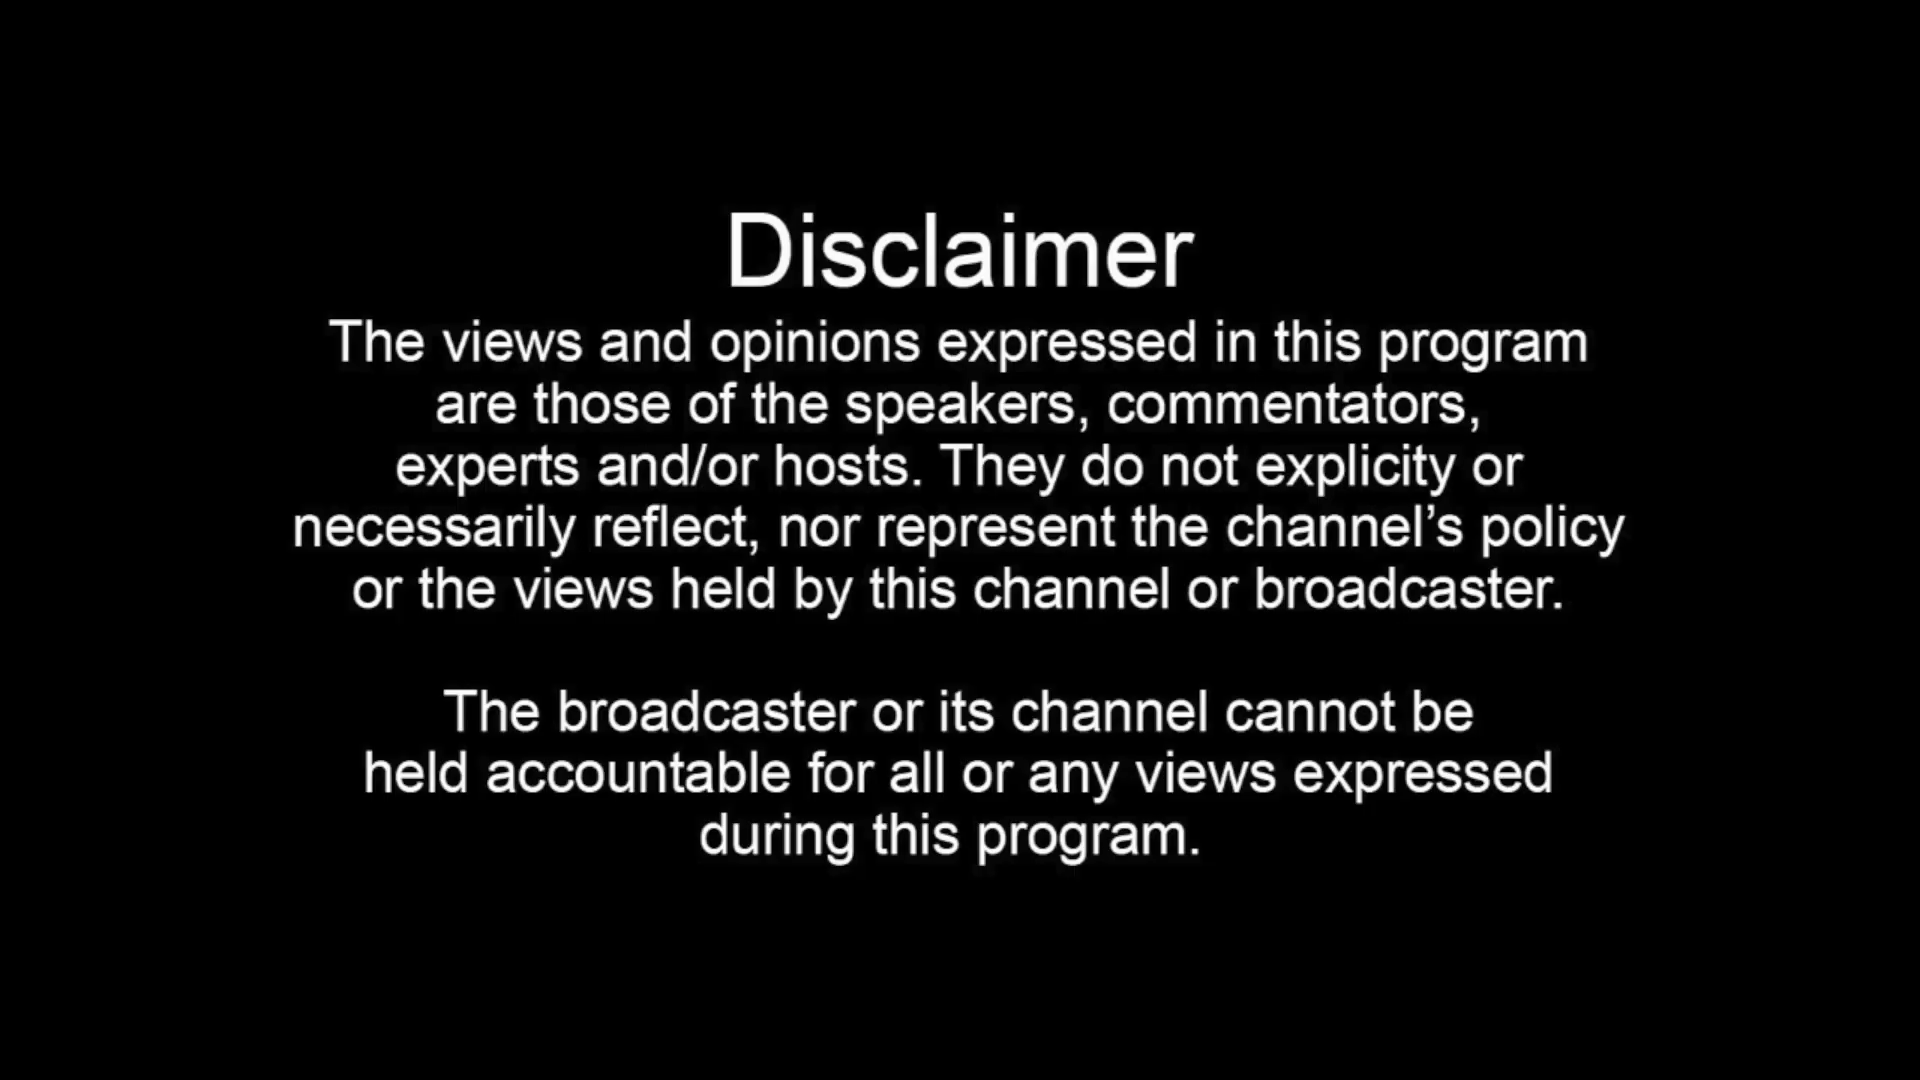 Disclaimer
The views and opinions expressed in this program
are those of the speakers, commentators,
experts and/or hosts. They do not explicity or
necessarily reflect, nor represent the channel’s policy
or the views held by this channel or broadcaster.
The broadcaster or its channel cannot be
held accountable for all or any views expressed
during this program.